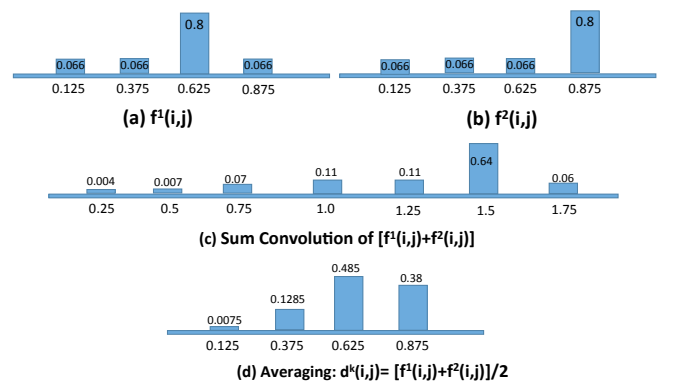 0.8 0.8
0.066 0.066 0.066 0.066 0.066 0.066
0.125 0.375 0.625 0.875 0.125 0.375 0.625 0.875
(a) f¹(i,j) (b) f²(i,j)
0.004 0.007 0.07 0.11 0.11 0.64 0.06
0.25 0.5 0.75 1.0 1.25 1.5 1.75
(c) Sum Convolution of [f¹(i,j)+f²(i,j)]
0.0075 0.1285 0.485 0.38
0.125 0.375 0.625 0.875
(d) Averaging: dᵏ(i,j)= [f¹(i,j)+f²(i,j)]/2